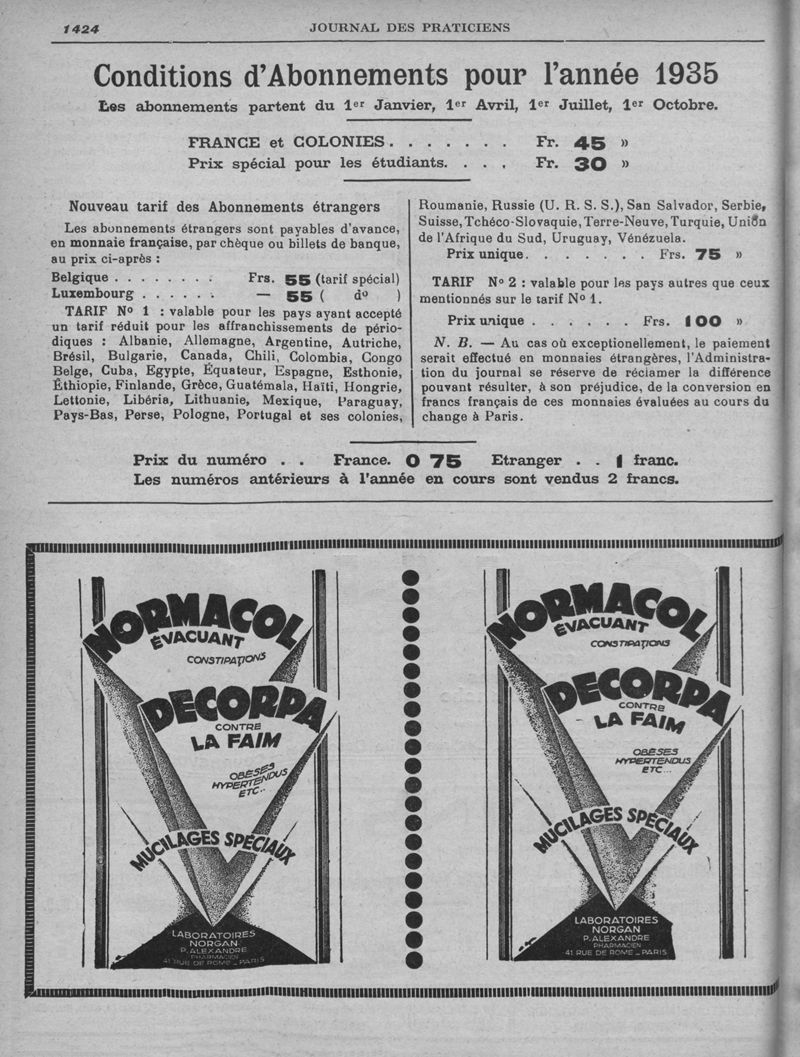 1424
JOURNAL DES PRATICIENS
Conditions d'Abonnements pour l'année 1935
Les abonnements partent du 1er Janvier, 1er Avril, 1er Juillet, 1er Octobre.
FRANCE et COLONIES . . . . . . . Fr. 45 »
Prix spécial pour les étudiants. . . . Fr. 30 »
Nouveau tarif des Abonnements étrangers
Les abonnements étrangers sont payables d'avance,
en monnaie française, par chèque ou billets de banque,
au prix ci-après :
Belgique . . . . . . . . Frs. 55 (tarif spécial)
Luxembourg . . . . . . — 55 ( do )
TARIF No 1 : valable pour les pays ayant accepté
un tarif réduit pour les affranchissements de pério-
diques : Albanie, Allemagne, Argentine, Autriche,
Brésil, Bulgarie, Canada, Chili, Colombia, Congo
Belge, Cuba, Egypte, Équateur, Espagne, Esthonie,
Éthiopie, Finlande, Grèce, Guatémala, Haïti, Hongrie,
Lettonie, Libéria, Lithuanie, Mexique, Paraguay,
Pays-Bas, Perse, Pologne, Portugal et ses colonies,
Roumanie, Russie (U. R. S. S.), San Salvador, Serbie,
Suisse, Tchéco-Slovaquie, Terre-Neuve, Turquie, Union
de l'Afrique du Sud, Uruguay, Vénézuela.
Prix unique. . . . . . . . Frs. 75 »
TARIF No 2 : valable pour les pays autres que ceux
mentionnés sur le tarif No 1.
Prix unique . . . . . . Frs. 100 »
N. B. — Au cas où exceptionellement, le paiement
serait effectué en monnaies étrangères, l'Administra-
tion du journal se réserve de réclamer la différence
pouvant résulter, à son préjudice, de la conversion en
francs français de ces monnaies évaluées au cours du
change à Paris.
Prix du numéro . . France. 0 75 Etranger . . 1 franc.
Les numéros antérieurs à l'année en cours sont vendus 2 francs.
NORMACOL
ÉVACUANT
CONSTIPATIONS
DECORPA
CONTRE
LA FAIM
OBÈSES
HYPERTENDUS
ETC..
MUCILAGES SPÉCIAUX
LABORATOIRES
NORGAN
P. ALEXANDRE
PHARMACIEN
41 RUE DE ROME _ PARIS
NORMACOL
ÉVACUANT
CONSTIPATIONS
DECORPA
CONTRE
LA FAIM
OBÈSES
HYPERTENDUS
ETC...
MUCILAGES SPÉCIAUX
LABORATOIRES
NORGAN
P. ALEXANDRE
PHARMACIEN
41 RUE DE ROME _ PARIS